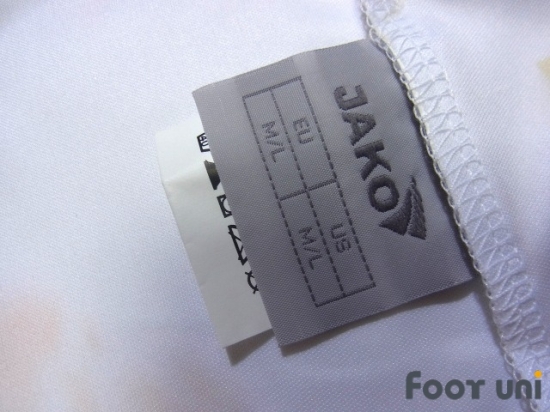 JAKO
EU US
M/L M/L
FOOT UNI